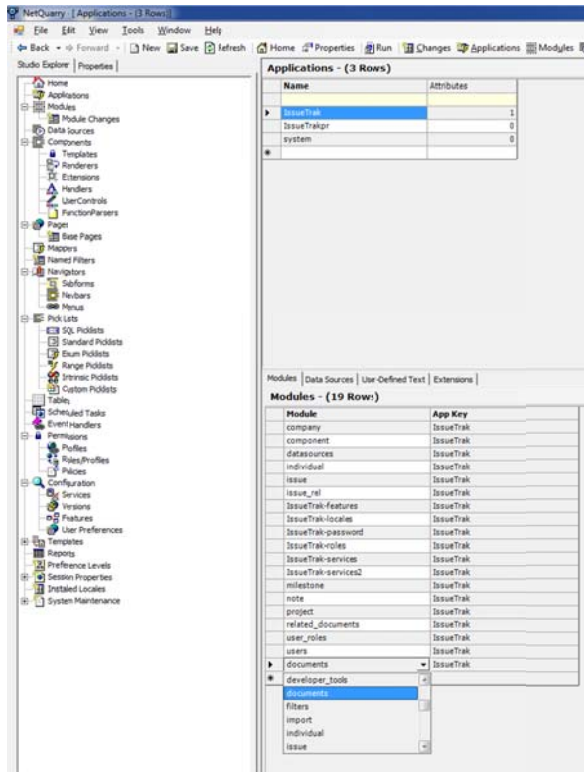 NetQuarry - [ Applications - (3 Rows)]
File Edit View Tools Window Help
Back Forward New Save Refresh Home Properties Run Changes Applications Modules
Studio Explorer Properties
Home
Applications
Modules
Module Changes
Data Sources
Components
Templates
Renderers
Extensions
Handlers
UserControls
FunctionParsers
Pages
Base Pages
Mappers
Named Filters
Navigators
Subforms
Navbars
Menus
Pick Lists
SQL Picklists
Standard Picklists
Enum Picklists
Range Picklists
Intrinsic Picklists
Custom Picklists
Tables
Scheduled Tasks
Event Handlers
Permissions
Profiles
Roles/Profiles
Policies
Configuration
Services
Versions
Features
User Preferences
Templates
Reports
Preference Levels
Session Properties
Installed Locales
System Maintenance
Applications - (3 Rows)
Name Attributes
IssueTrak 1
IssueTrakpr 0
system 0
Modules Data Sources User-Defined Text Extensions
Modules - (19 Rows)
Module App Key
company IssueTrak
component IssueTrak
datasources IssueTrak
individual IssueTrak
issue IssueTrak
issue_rel IssueTrak
IssueTrak-features IssueTrak
IssueTrak-locales IssueTrak
IssueTrak-password IssueTrak
IssueTrak-roles IssueTrak
IssueTrak-services IssueTrak
IssueTrak-services2 IssueTrak
milestone IssueTrak
note IssueTrak
project IssueTrak
related_documents IssueTrak
user_roles IssueTrak
users IssueTrak
documents IssueTrak
developer_tools
documents
filters
import
individual
issue